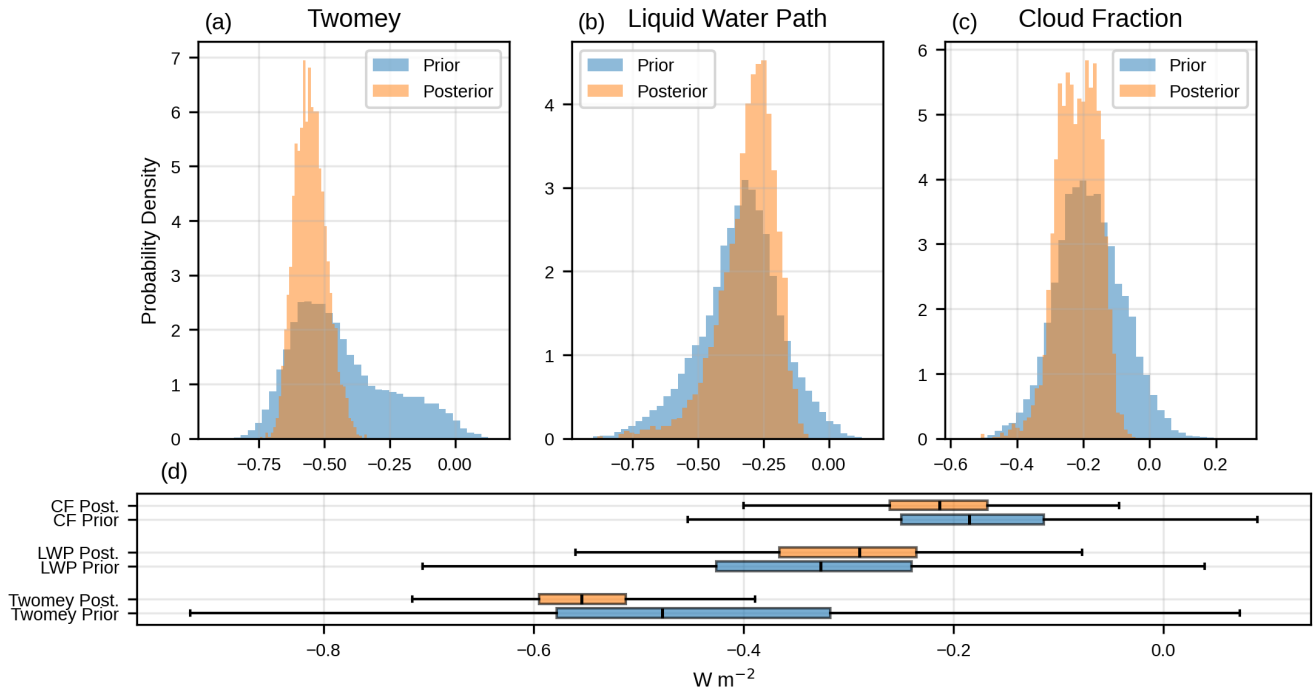 (a) Twomey
(b) Liquid Water Path
(c) Cloud Fraction
Probability Density
7
6
5
4
3
2
1
0
Prior
Posterior
−0.75 −0.50 −0.25 0.00
4
3
2
1
0
Prior
Posterior
−0.75 −0.50 −0.25 0.00
6
5
4
3
2
1
0
Prior
Posterior
−0.6 −0.4 −0.2 0.0 0.2
(d)
CF Post.
CF Prior
LWP Post.
LWP Prior
Twomey Post.
Twomey Prior
−0.8 −0.6 −0.4 −0.2 0.0
W m⁻²